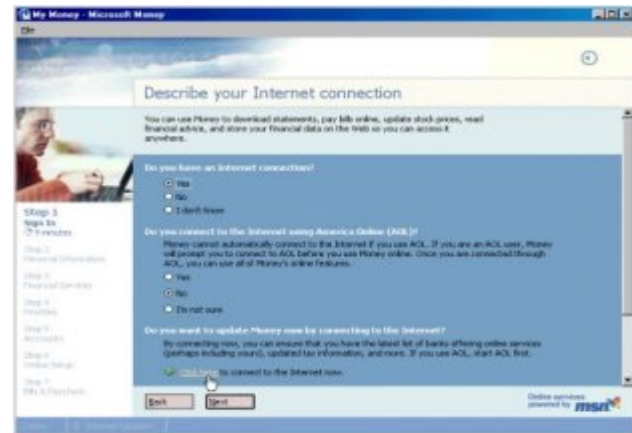 My Money - Microsoft Money
File
Describe your Internet connection
You can use Money to download statements, pay bills online, update stock prices, read
financial advice, and store your financial data on the Web so you can access it
anywhere.
Do you have an Internet connection?
Yes
No
I don't know
Do you connect to the Internet using America Online (AOL)?
Money cannot automatically connect to the Internet if you use AOL. If you are an AOL user, Money
will prompt you to connect to AOL before you use Money online. Once you are connected through
AOL, you can use all of Money's online features.
Yes
No
I'm not sure
Do you want to update Money now by connecting to the Internet?
By connecting now, you can ensure that you have the latest list of banks offering online services
(perhaps including yours), updated tax information, and more. If you use AOL, start AOL first.
Click here to connect to the Internet now.
Step 1
Sign In
Step 2
Personal Information
Step 3
Financial Services
Step 4
Priorities
Step 5
Accounts
Step 6
Online Setup
Step 7
Bills & Paychecks
Back
Next
Online services
powered by msn